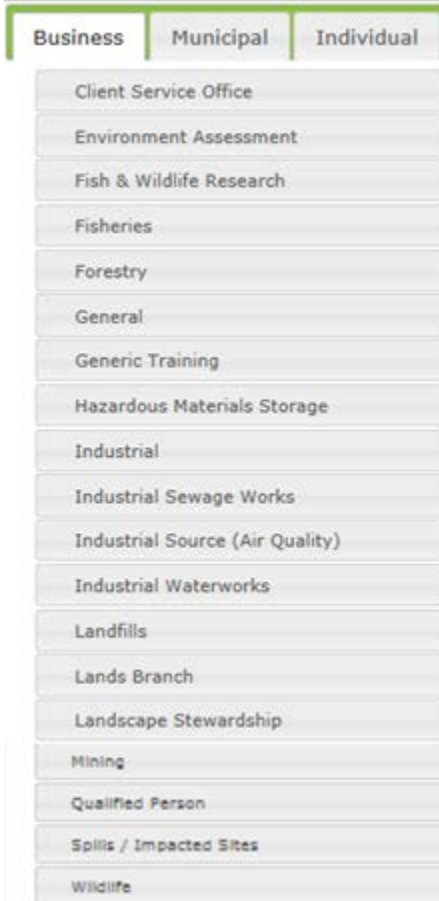 Business Municipal Individual
Client Service Office
Environment Assessment
Fish & Wildlife Research
Fisheries
Forestry
General
Generic Training
Hazardous Materials Storage
Industrial
Industrial Sewage Works
Industrial Source (Air Quality)
Industrial Waterworks
Landfills
Lands Branch
Landscape Stewardship
Mining
Qualified Person
Spills / Impacted Sites
Wildlife